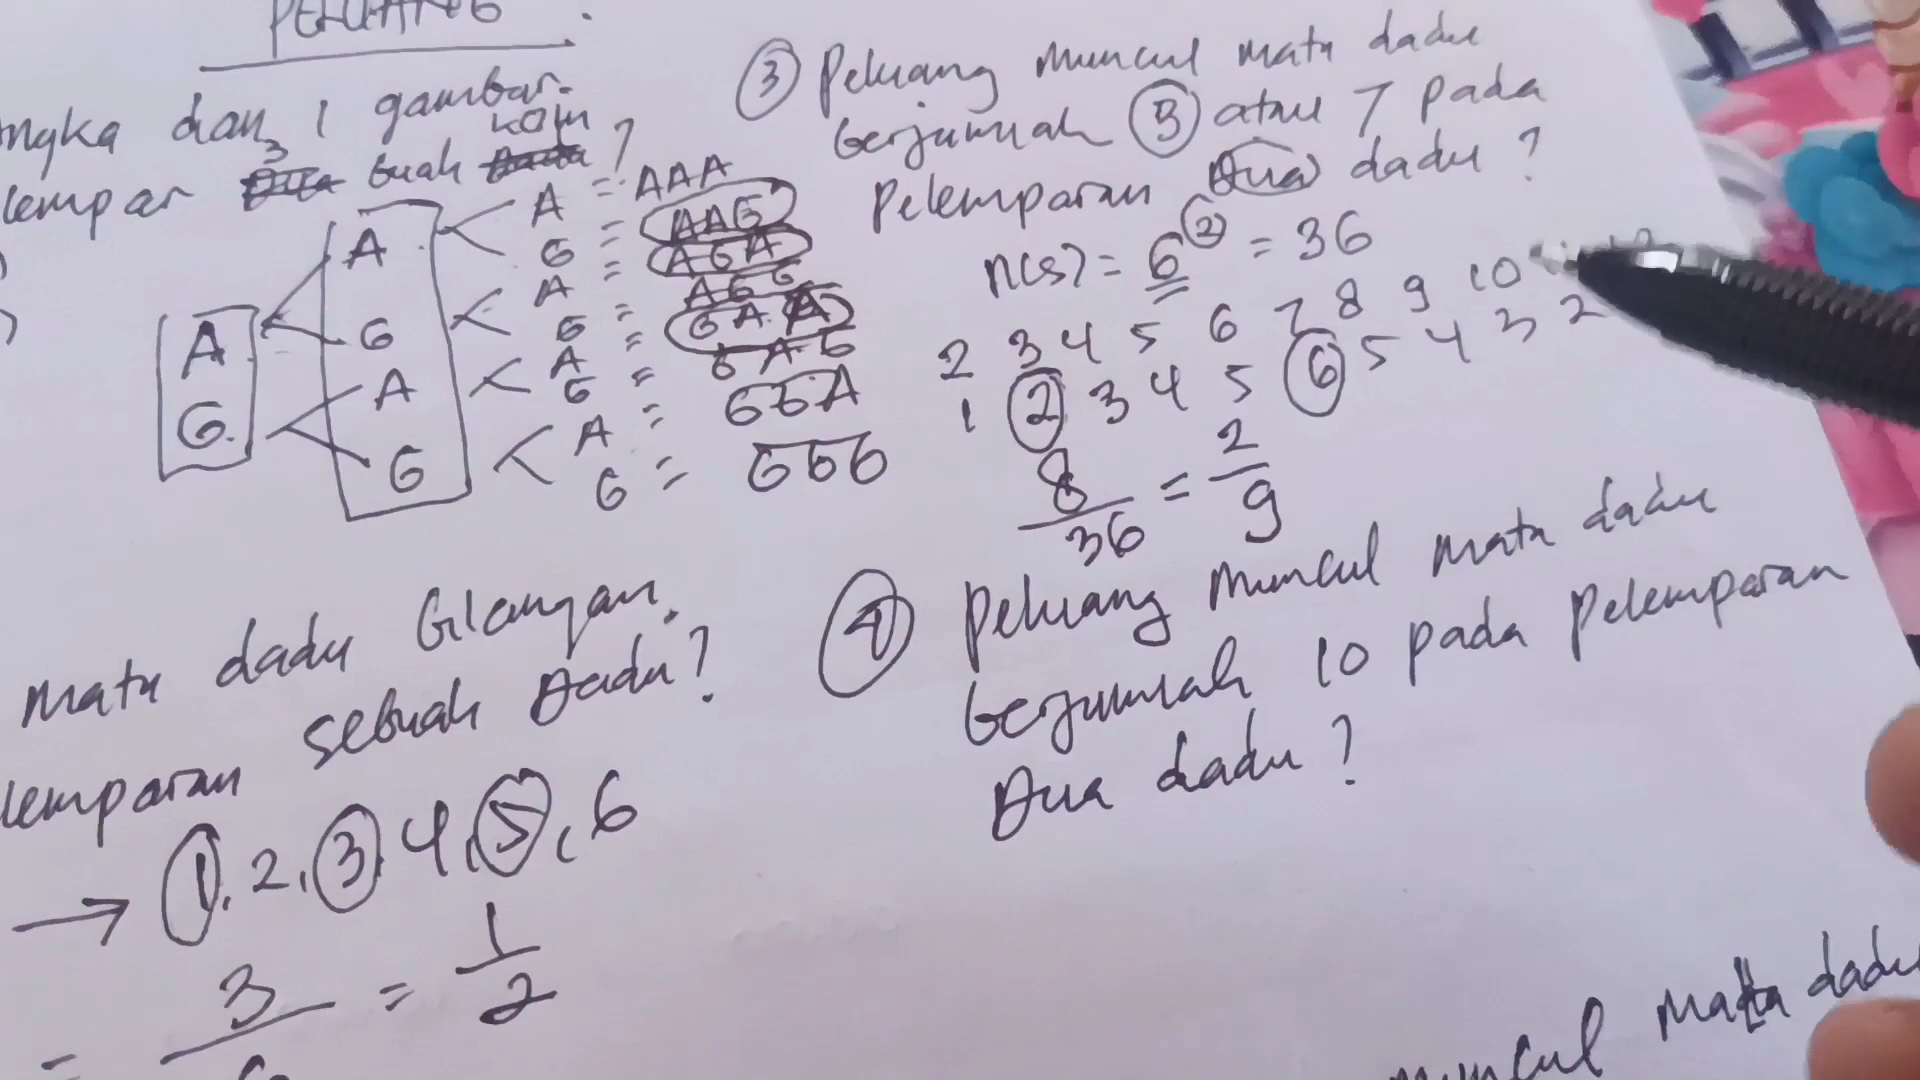 PELUANG
angka dan 1 gambar.
koin
3
lempar buah ?
A
G
A
G
A
G
A = AAA
G = AAG
A = AGA
G = AGG
A = GAA
G = GAG
A = GGA
G = GGG
mata dadu bilangan
lemparan sebuah dadu?
→ 1, 2, 3, 4, 5, 6
= 3 = 1
2
③ Peluang muncul mata dadu
berjumlah 3 atau 7 pada
Pelemparan Dua dadu ?
n(s) = 6² = 36
2 3 4 5 6 7 8 9 10
1 2 3 4 5 6 5 4 3 2
8/36 = 2/9
④ Peluang muncul mata dadu
berjumlah 10 pada Pelemparan
Dua dadu ?
muncul mata dadu